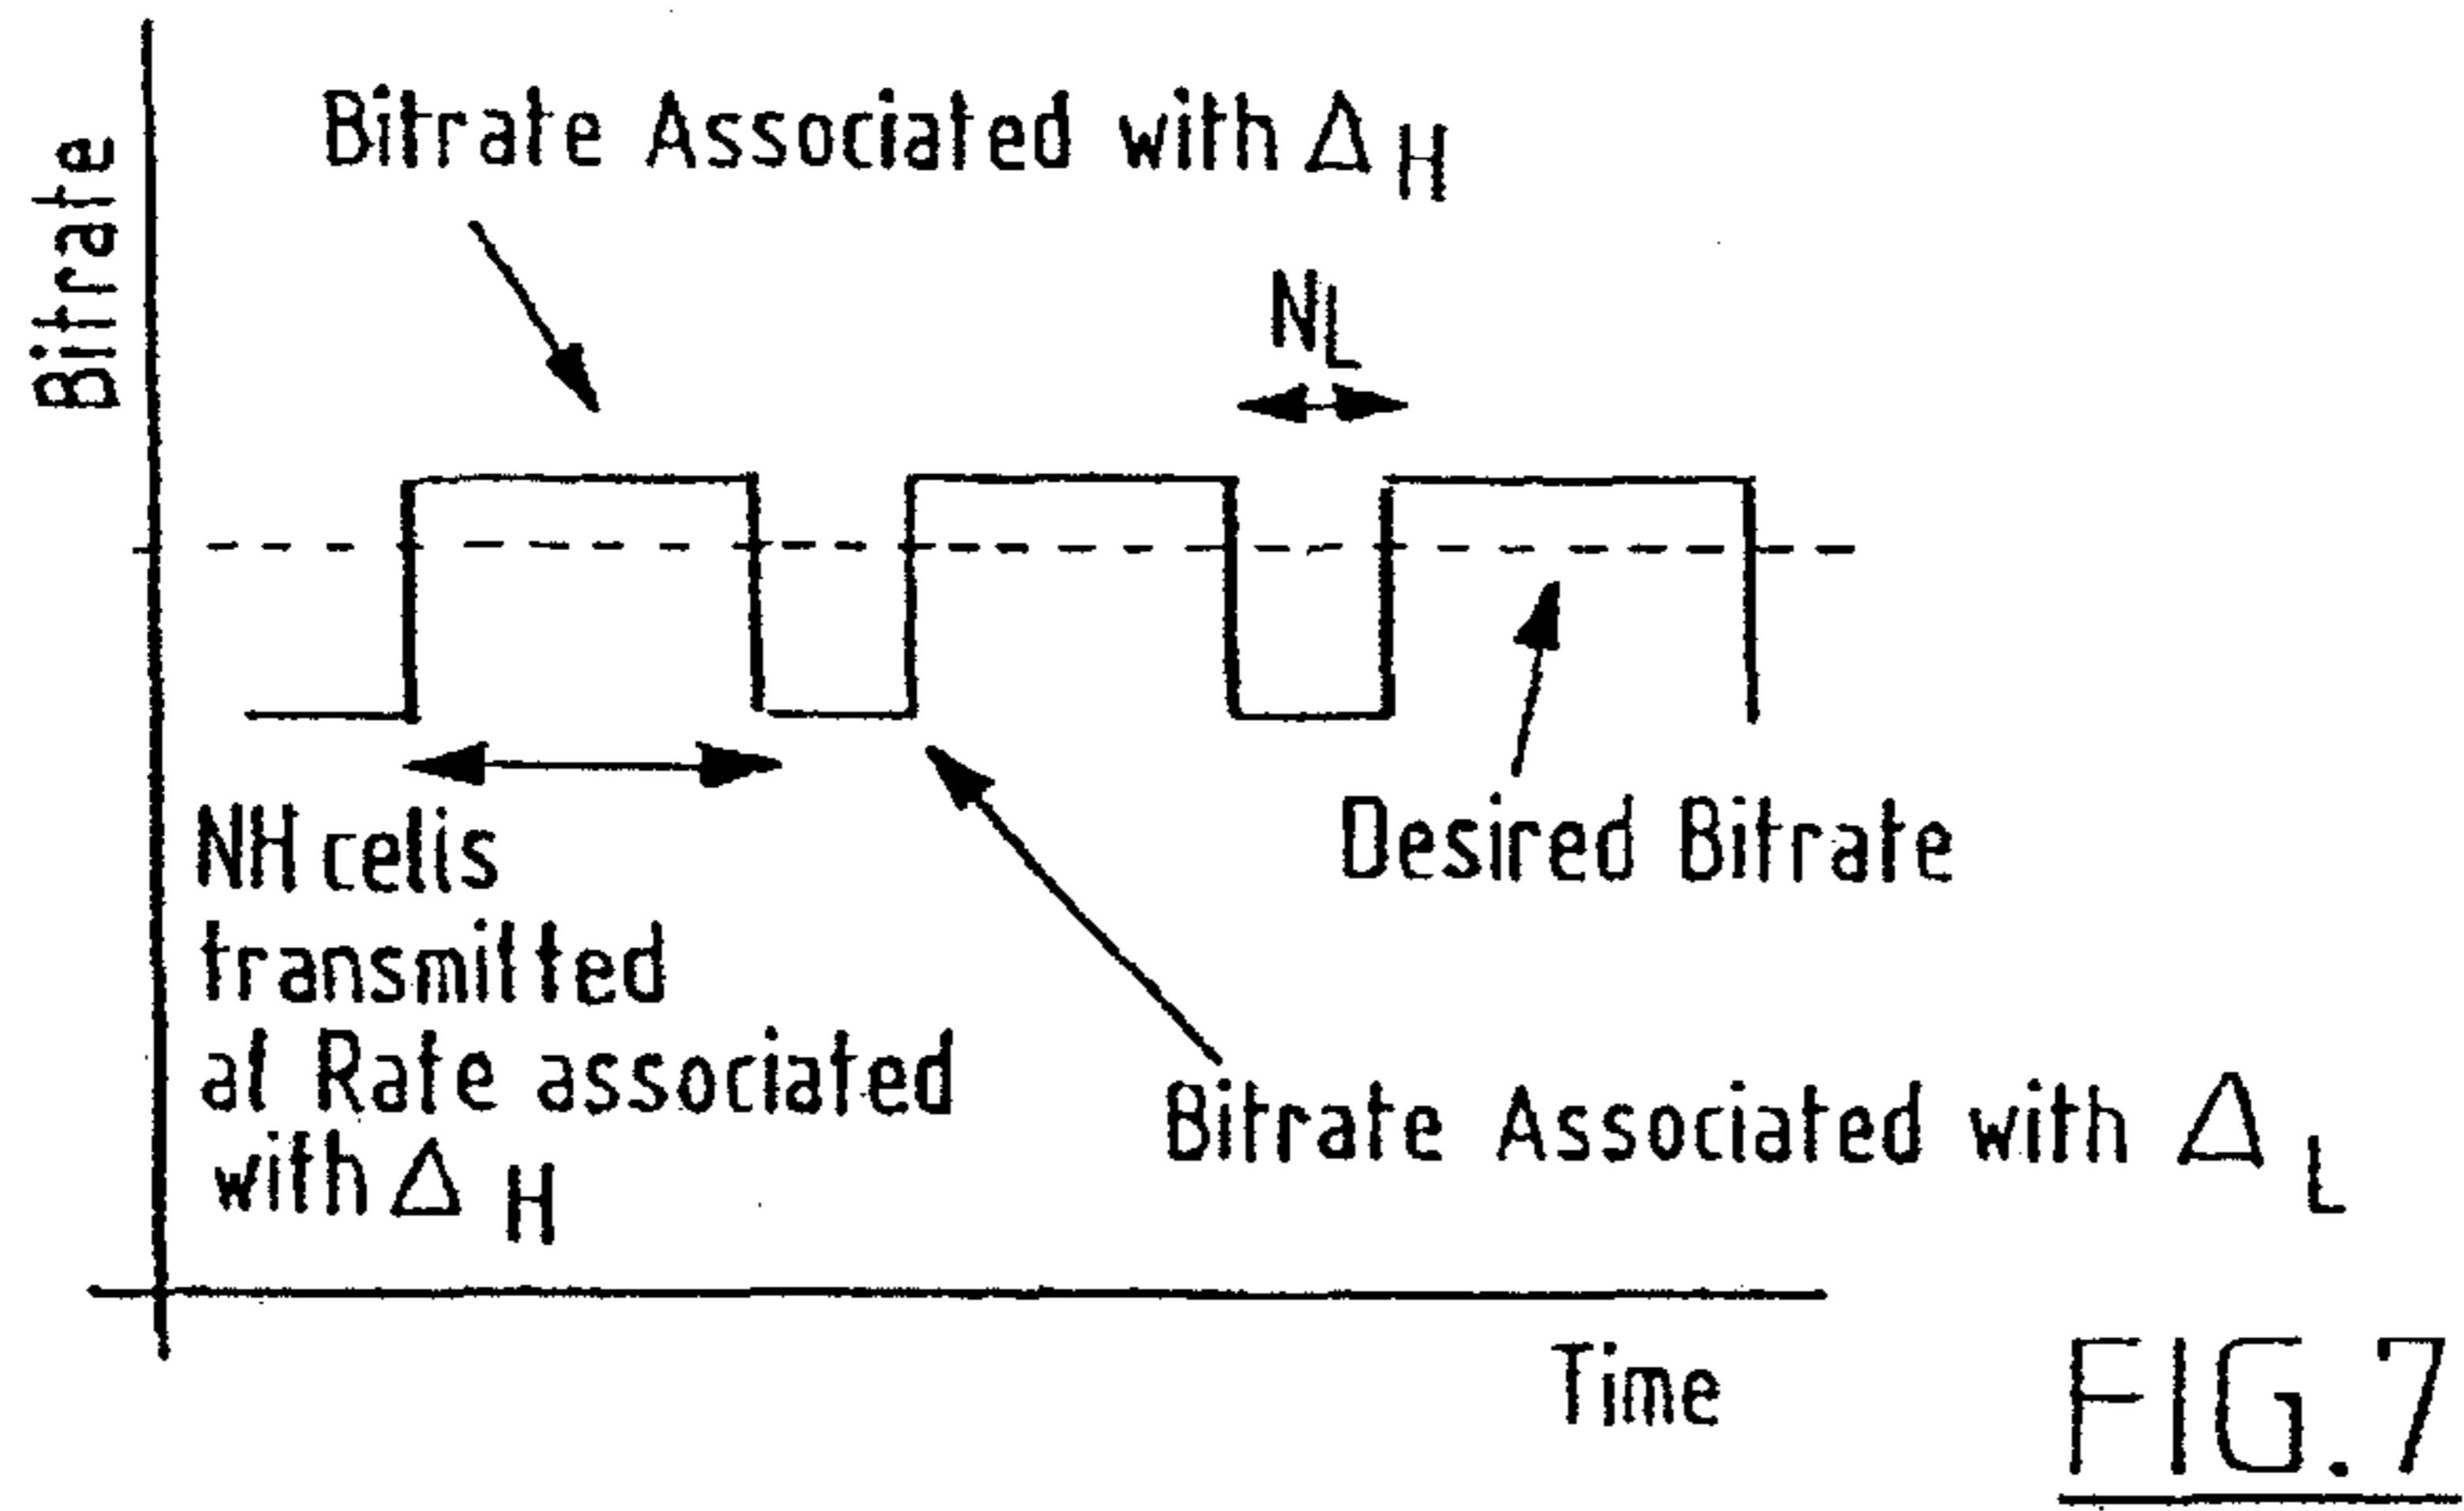 Bitrate
Bitrate Associated with Δ H
NL
NH celis
transmitted
al Rate associated
with Δ H
Desired Bitrate
Bitrate Associated with Δ L
Time
FIG.7